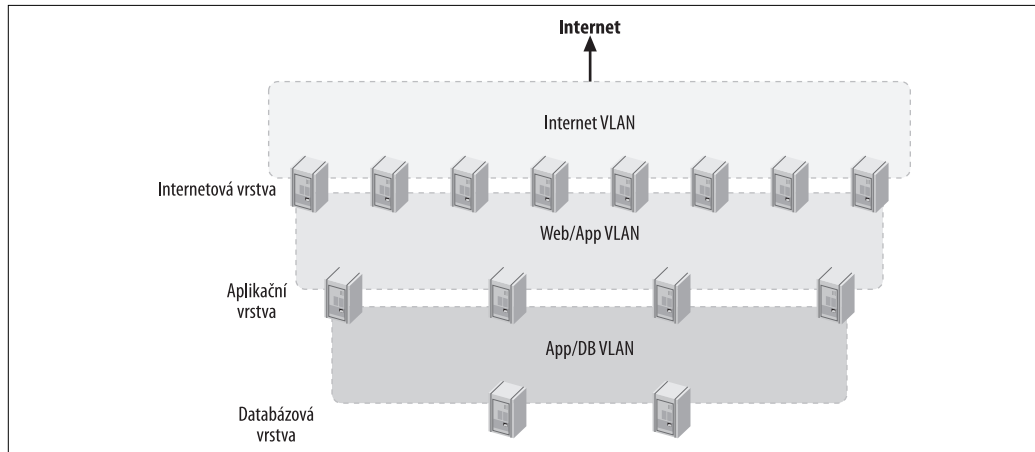 Internet
Internet VLAN
Internetová vrstva
Web/App VLAN
Aplikační
vrstva
App/DB VLAN
Databázová
vrstva